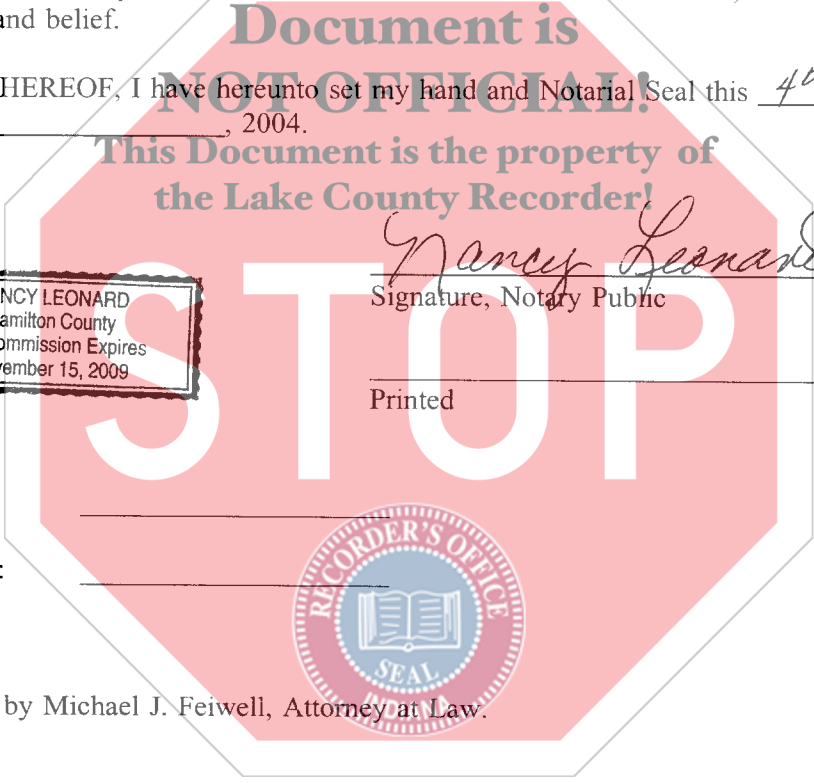 and belief.
Document is
HEREOF, I have hereunto set my hand and Notarial Seal this
NOT OFFICIAL!
, 2004.
This Document is the property of
the Lake County Recorder!
Nancy Leonard
NCY LEONARD
amilton County
ommission Expires
ember 15, 2009
Signature, Notary Public
Printed
STOP
RECORDER'S OFFICE
SEAL
INDIANA
:
by Michael J. Feiwell, Attorney at Law.